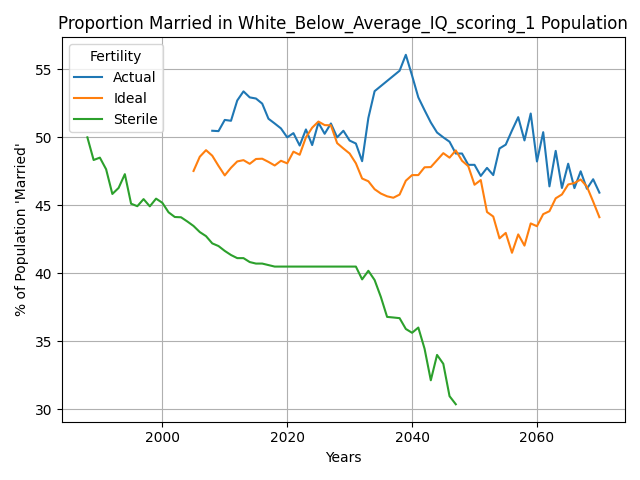 Proportion Married in White_Below_Average_IQ_scoring_1 Population
Fertility
Actual
Ideal
Sterile
% of Population 'Married'
55
50
45
40
35
30
2000
2020
2040
2060
Years